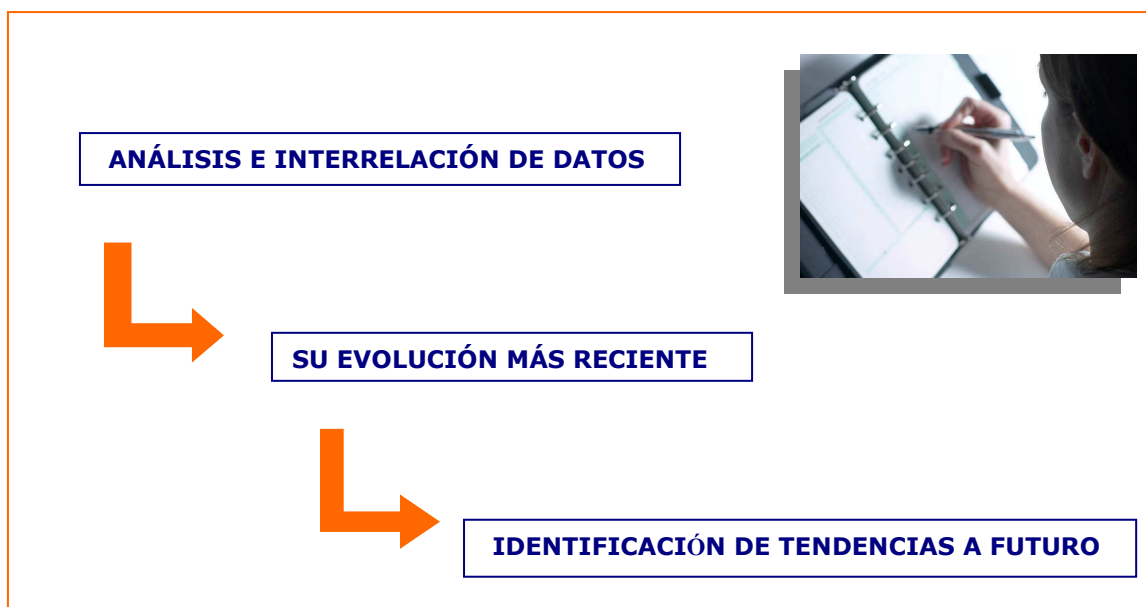 ANÁLISIS E INTERRELACIÓN DE DATOS
SU EVOLUCIÓN MÁS RECIENTE
IDENTIFICACIÓN DE TENDENCIAS A FUTURO